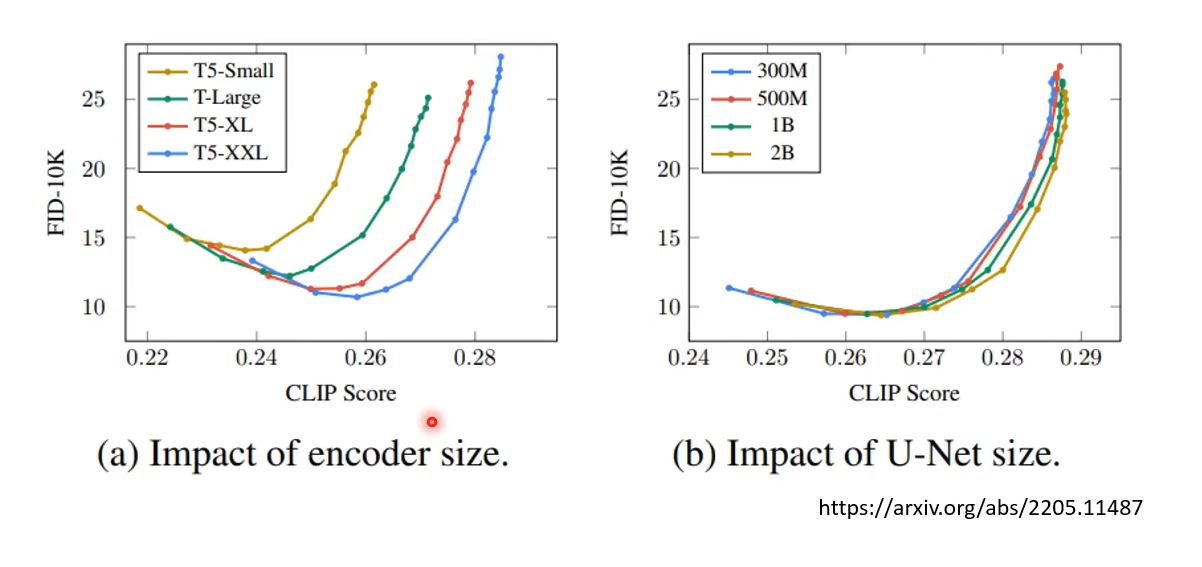 T5-Small
T-Large
T5-XL
T5-XXL
25
20
15
10
FID-10K
0.22 0.24 0.26 0.28
CLIP Score
(a) Impact of encoder size.
300M
500M
1B
2B
25
20
15
10
FID-10K
0.24 0.25 0.26 0.27 0.28 0.29
CLIP Score
(b) Impact of U-Net size.
https://arxiv.org/abs/2205.11487